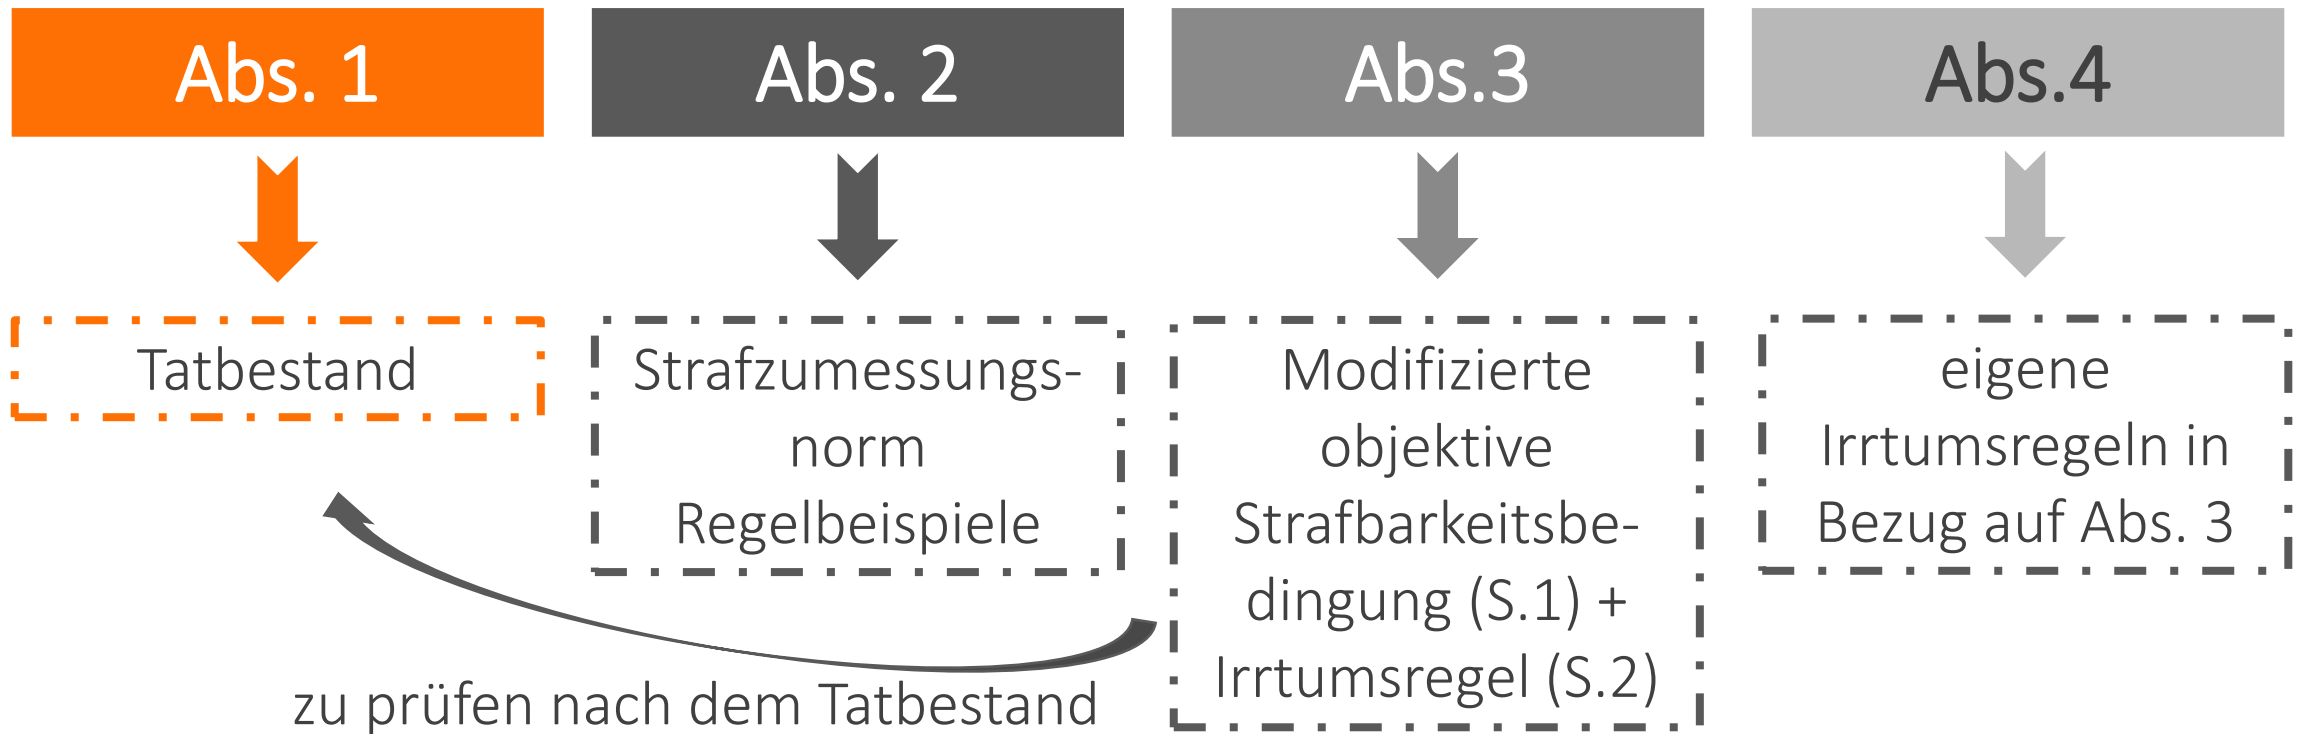 Abs. 1
Abs. 2
Abs.3
Abs.4
Tatbestand
Strafzumessungs-
norm
Regelbeispiele
Modifizierte
objektive
Strafbarkeitsbe-
dingung (S.1) +
Irrtumsregel (S.2)
eigene
Irrtumsregeln in
Bezug auf Abs. 3
zu prüfen nach dem Tatbestand